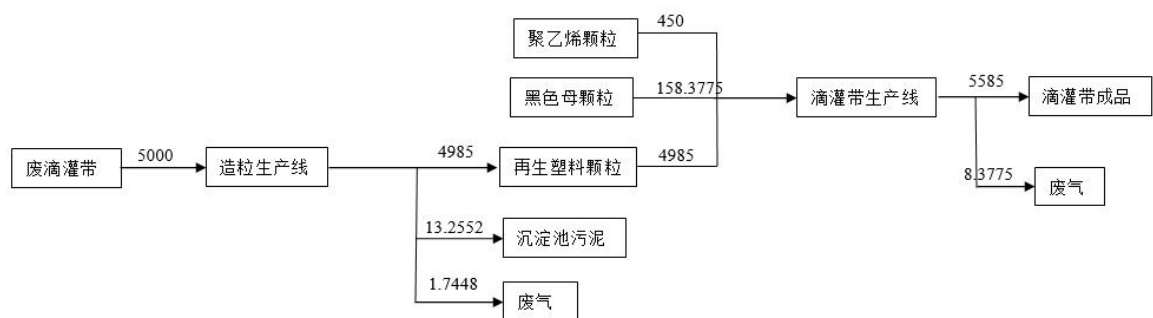 450
聚乙烯颗粒
黑色母颗粒
158.3775
滴灌带生产线
5585
滴灌带成品
废滴灌带
5000
造粒生产线
4985
再生塑料颗粒
4985
8.3775
废气
13.2552
沉淀池污泥
1.7448
废气